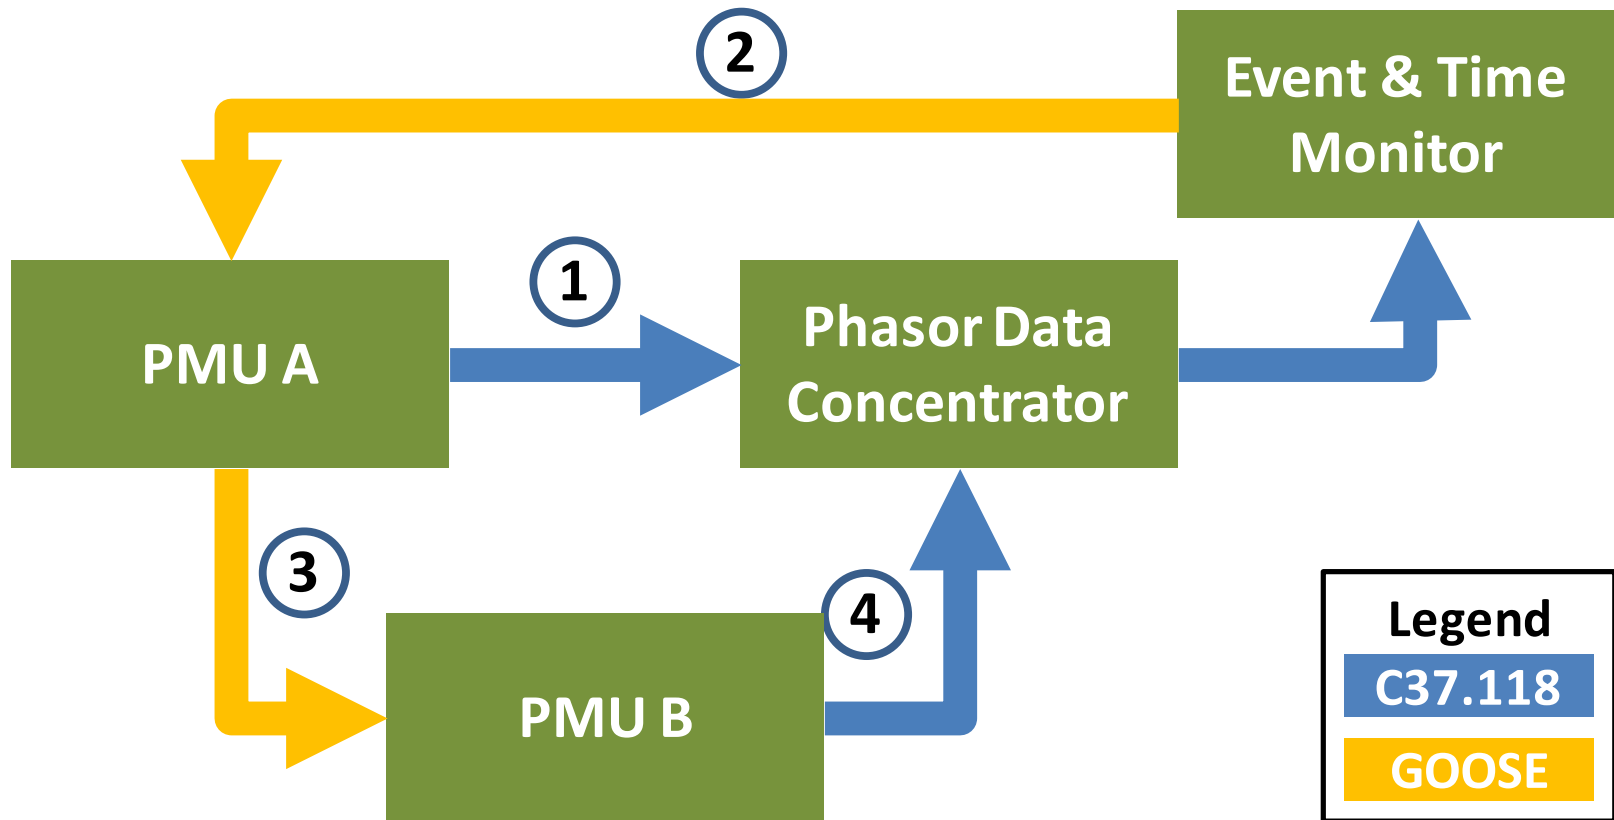 2
Event & Time
Monitor
1
PMU A
Phasor Data
Concentrator
3
4
PMU B
Legend
C37.118
GOOSE